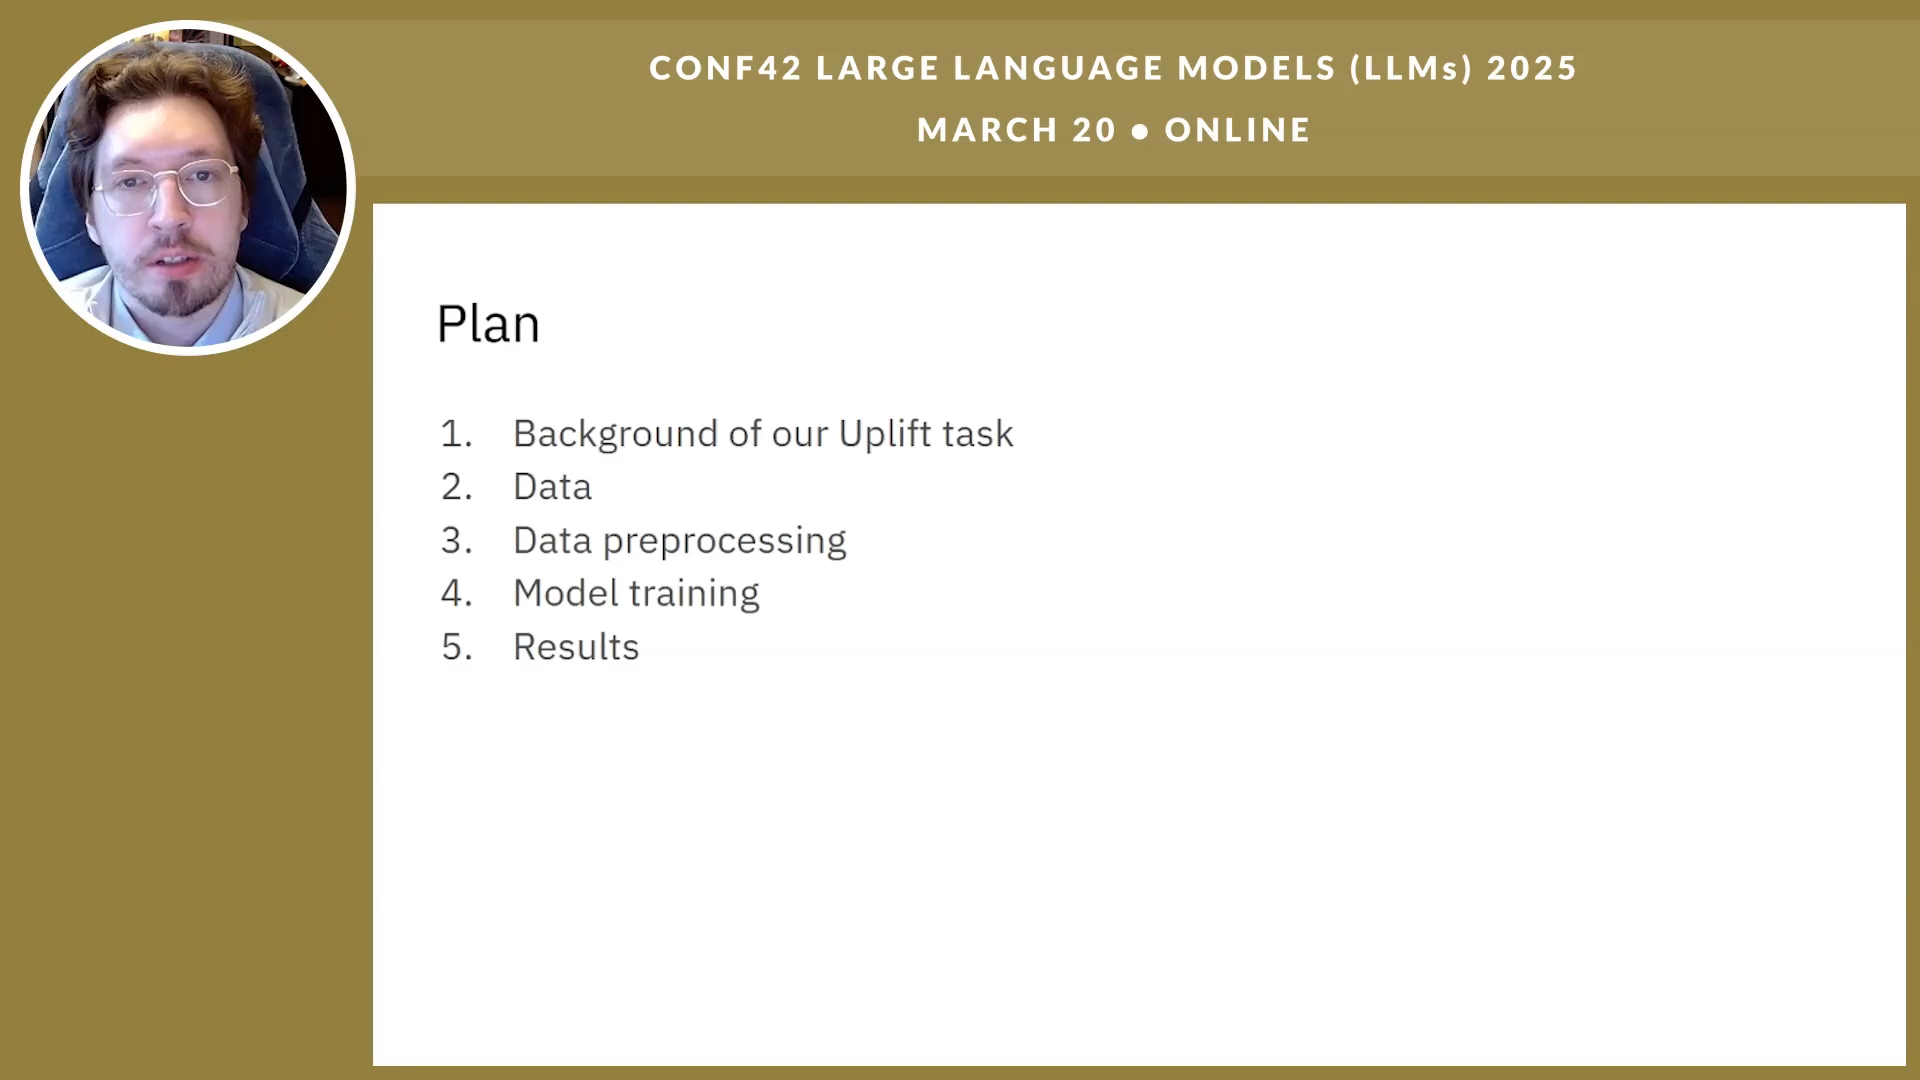 CONF42 LARGE LANGUAGE MODELS (LLMs) 2025
MARCH 20 ● ONLINE
Plan
1. Background of our Uplift task
2. Data
3. Data preprocessing
4. Model training
5. Results